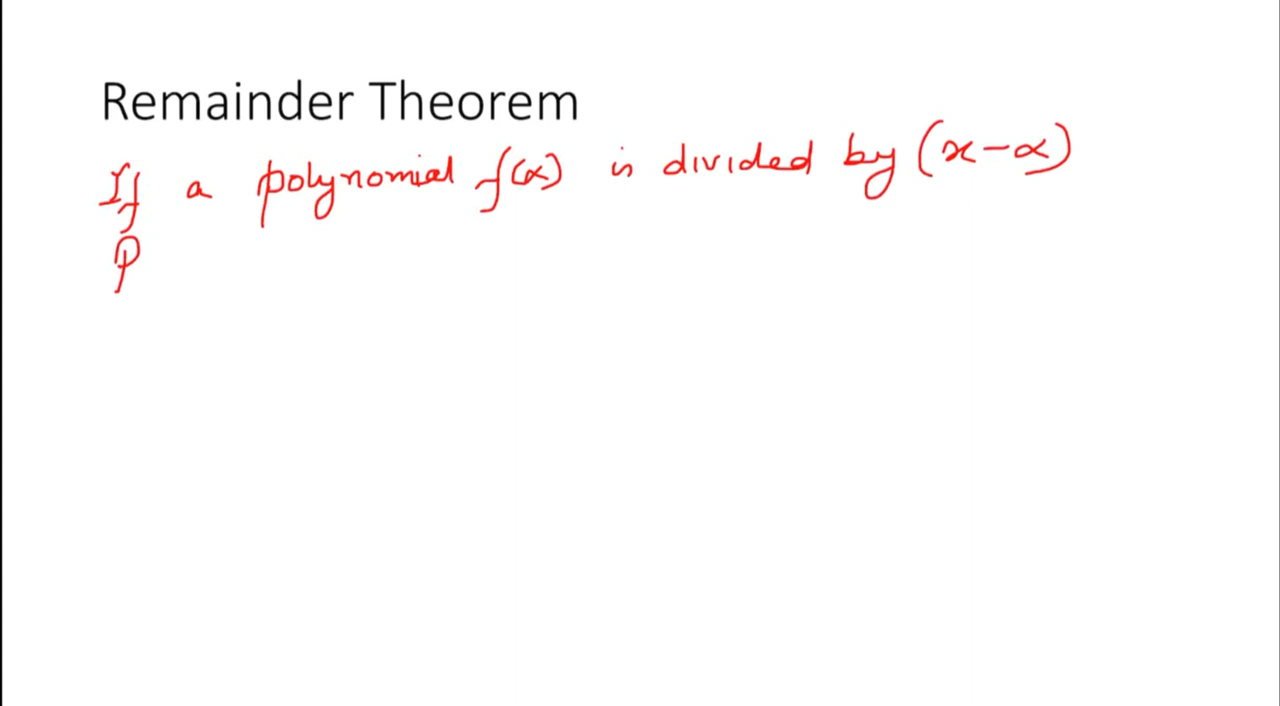 Remainder Theorem
If a polynomial f(x) is divided by (x-α)
P